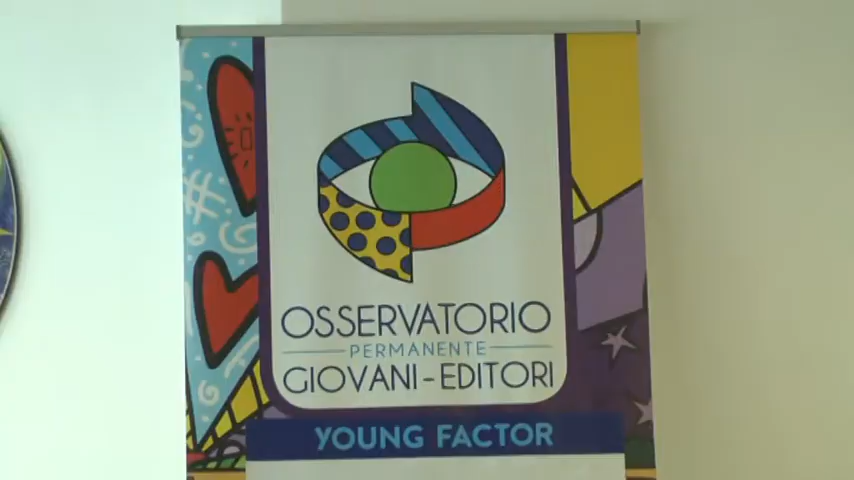 OSSERVATORIO
PERMANENTE
GIOVANI-EDITORI
YOUNG FACTOR